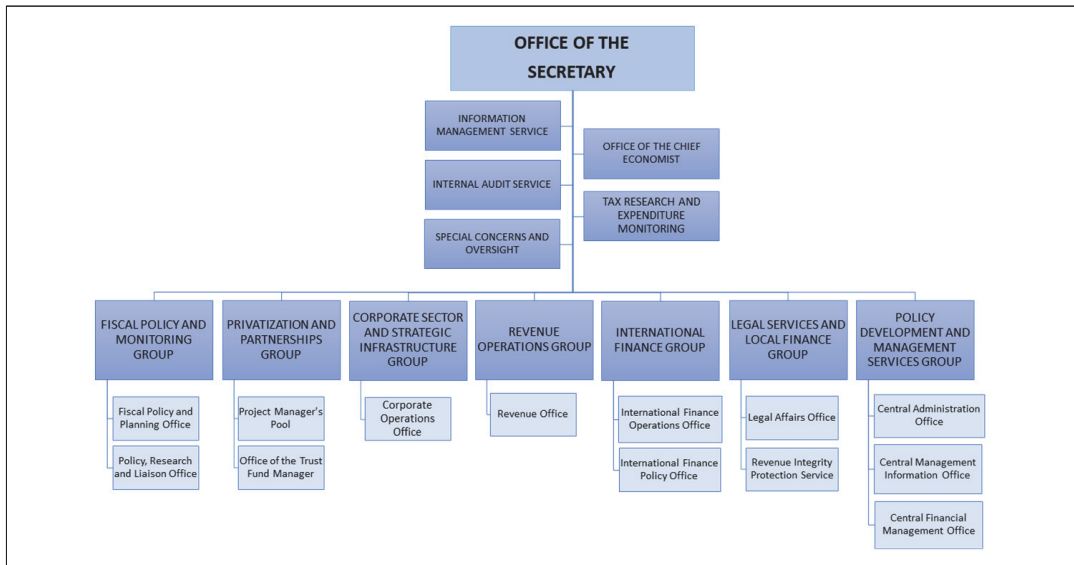 OFFICE OF THE
SECRETARY
INFORMATION
MANAGEMENT SERVICE
OFFICE OF THE CHIEF
ECONOMIST
INTERNAL AUDIT SERVICE
TAX RESEARCH AND
EXPENDITURE
MONITORING
SPECIAL CONCERNS AND
OVERSIGHT
FISCAL POLICY AND
MONITORING
GROUP
PRIVATIZATION AND
PARTNERSHIPS
GROUP
CORPORATE SECTOR
AND STRATEGIC
INFRASTRUCTURE
GROUP
REVENUE
OPERATIONS GROUP
INTERNATIONAL
FINANCE GROUP
LEGAL SERVICES AND
LOCAL FINANCE
GROUP
POLICY
DEVELOPMENT AND
MANAGEMENT
SERVICES GROUP
Fiscal Policy and
Planning Office
Policy, Research
and Liaison Office
Project Manager's
Pool
Office of the Trust
Fund Manager
Corporate
Operations
Office
Revenue Office
International Finance
Operations Office
International Finance
Policy Office
Legal Affairs Office
Revenue Integrity
Protection Service
Central Administration
Office
Central Management
Information Office
Central Financial
Management Office